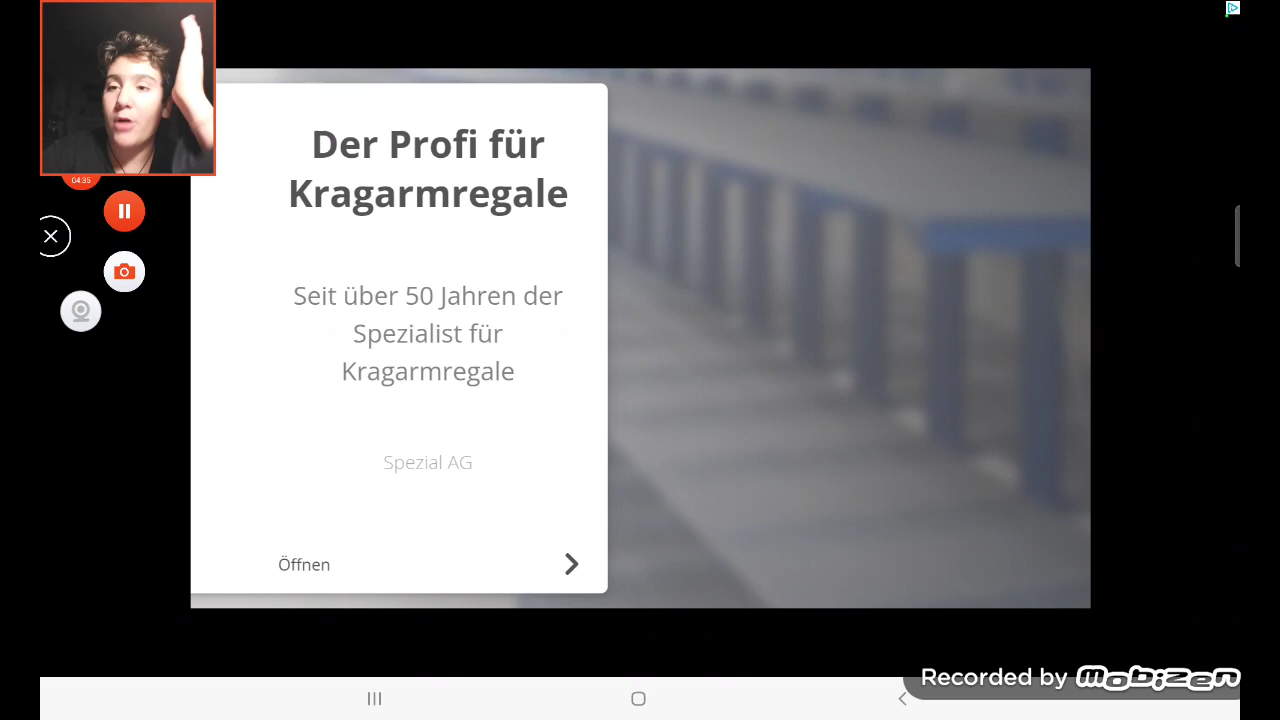 04:35
Der Profi für
Kragarmregale
Seit über 50 Jahren der
Spezialist für
Kragarmregale
Spezial AG
Öffnen
Recorded by mobizen